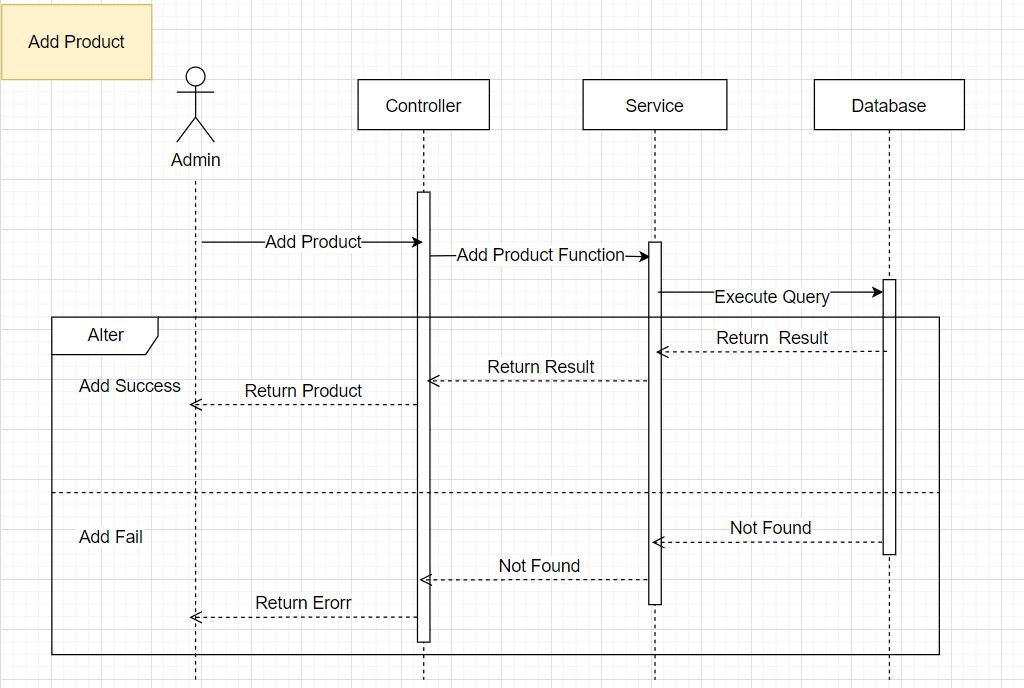 Add Product
Admin
Controller
Service
Database
Add Product
Add Product Function
Execute Query
Alter
Return  Result
Return Result
Add Success
Return Product
Not Found
Add Fail
Not Found
Return Erorr